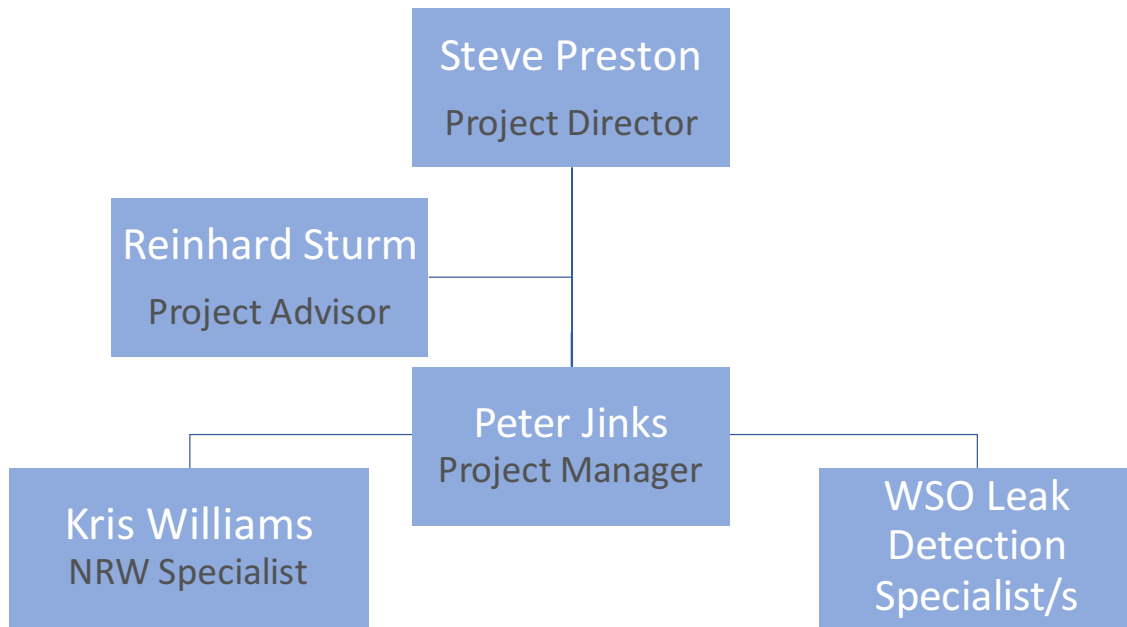 Steve Preston
Project Director
Reinhard Sturm
Project Advisor
Peter Jinks
Project Manager
Kris Williams
NRW Specialist
WSO Leak
Detection
Specialist/s